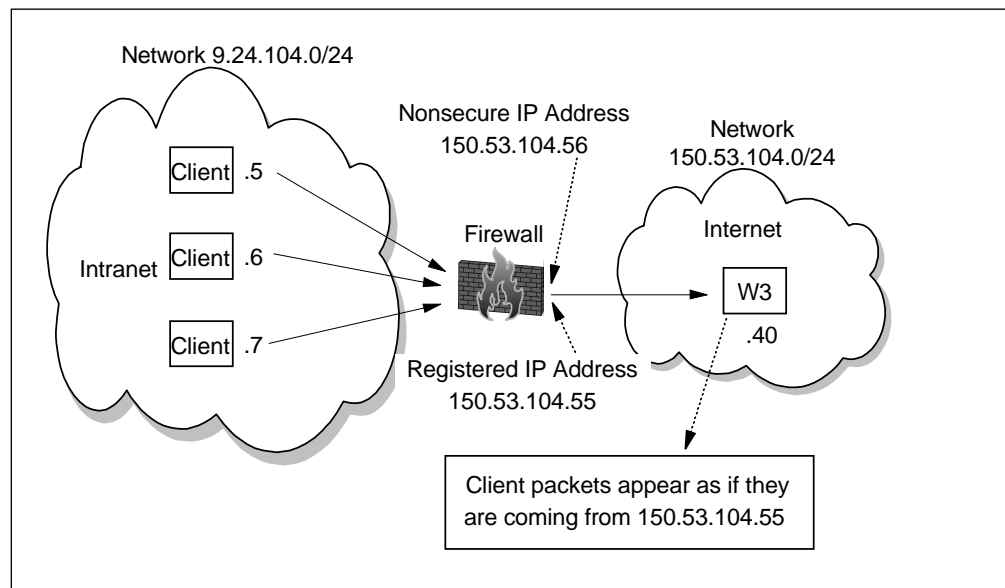 Network 9.24.104.0/24
Nonsecure IP Address
150.53.104.56
Network
150.53.104.0/24
Client .5
Client .6
Client .7
Intranet
Firewall
Internet
W3
.40
Registered IP Address
150.53.104.55
Client packets appear as if they
are coming from 150.53.104.55